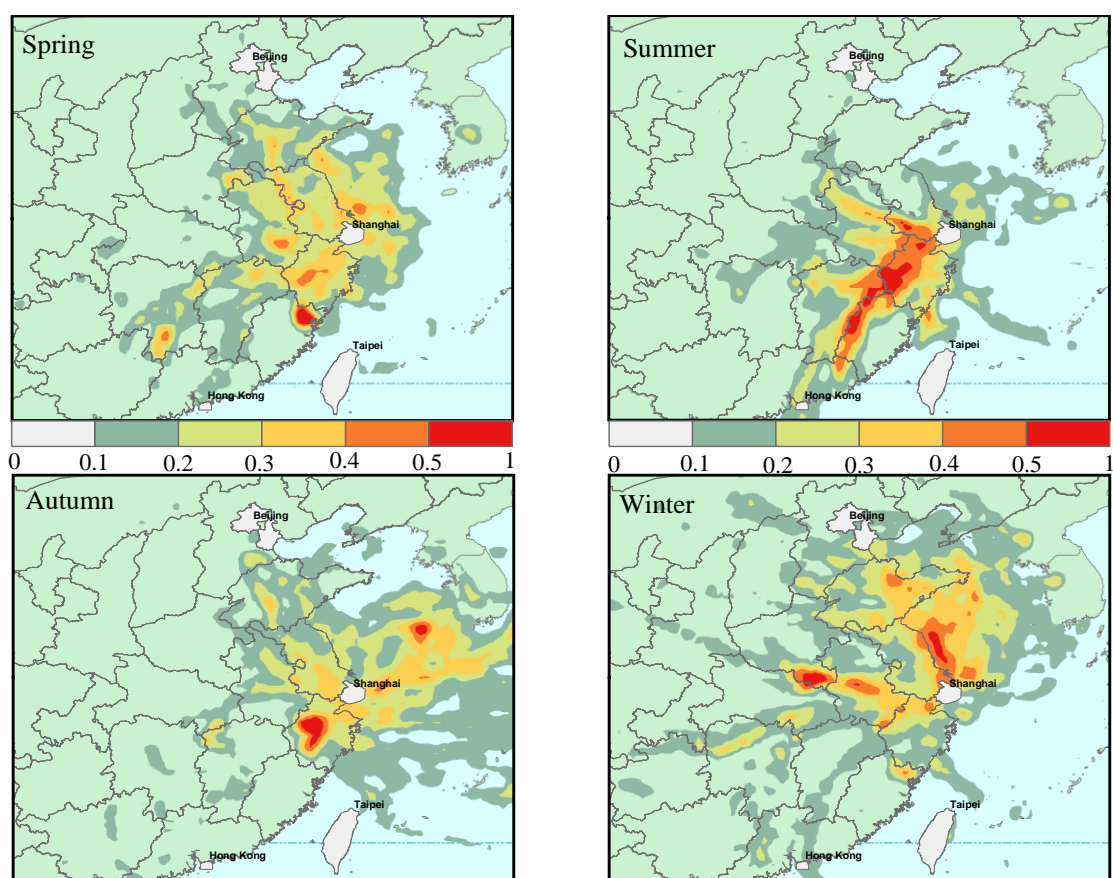 Spring
Beijing
Shanghai
Taipei
Hong Kong
Summer
Beijing
Shanghai
Taipei
Hong Kong
0 0.1 0.2 0.3 0.4 0.5 1
0 0.1 0.2 0.3 0.4 0.5 1
Autumn
Beijing
Shanghai
Taipei
Hong Kong
Winter
Beijing
Shanghai
Taipei
Hong Kong